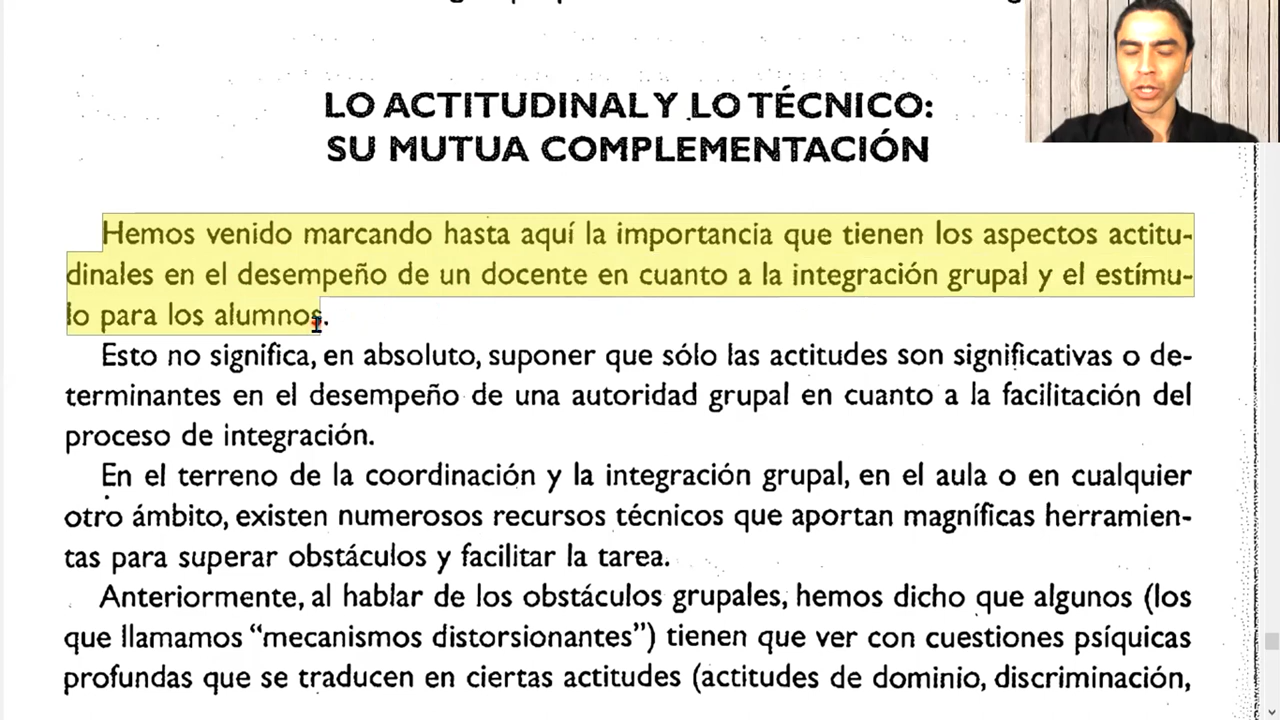 LO ACTITUDINAL Y LO TÉCNICO:
SU MUTUA COMPLEMENTACIÓN
Hemos venido marcando hasta aquí la importancia que tienen los aspectos actitu-
dinales en el desempeño de un docente en cuanto a la integración grupal y el estímu-
lo para los alumnos.
Esto no significa, en absoluto, suponer que sólo las actitudes son significativas o de-
terminantes en el desempeño de una autoridad grupal en cuanto a la facilitación del
proceso de integración.
En el terreno de la coordinación y la integración grupal, en el aula o en cualquier
otro ámbito, existen numerosos recursos técnicos que aportan magníficas herramien-
tas para superar obstáculos y facilitar la tarea.
Anteriormente, al hablar de los obstáculos grupales, hemos dicho que algunos (los
que llamamos “mecanismos distorsionantes”) tienen que ver con cuestiones psíquicas
profundas que se traducen en ciertas actitudes (actitudes de dominio, discriminación,